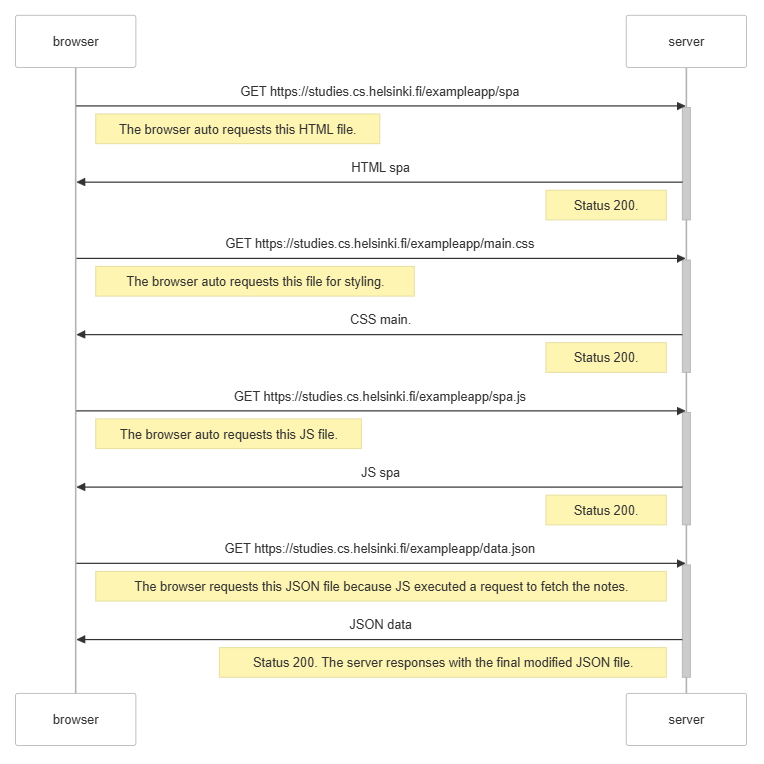 browser
server
GET https://studies.cs.helsinki.fi/exampleapp/spa
The browser auto requests this HTML file.
HTML spa
Status 200.
GET https://studies.cs.helsinki.fi/exampleapp/main.css
The browser auto requests this file for styling.
CSS main.
Status 200.
GET https://studies.cs.helsinki.fi/exampleapp/spa.js
The browser auto requests this JS file.
JS spa
Status 200.
GET https://studies.cs.helsinki.fi/exampleapp/data.json
The browser requests this JSON file because JS executed a request to fetch the notes.
JSON data
Status 200. The server responses with the final modified JSON file.
browser
server